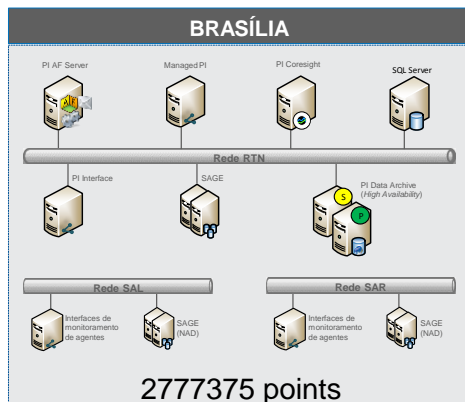 BRASÍLIA
PI AF Server
Managed PI
PI Coresight
SQL Server
Rede RTN
PI Interface
SAGE
S
P
PI Data Archive
(High Availability)
Rede SAL
Rede SAR
Interfaces de
monitoramento
de agentes
SAGE
(NAD)
Interfaces de
monitoramento
de agentes
SAGE
(NAD)
2777375 points